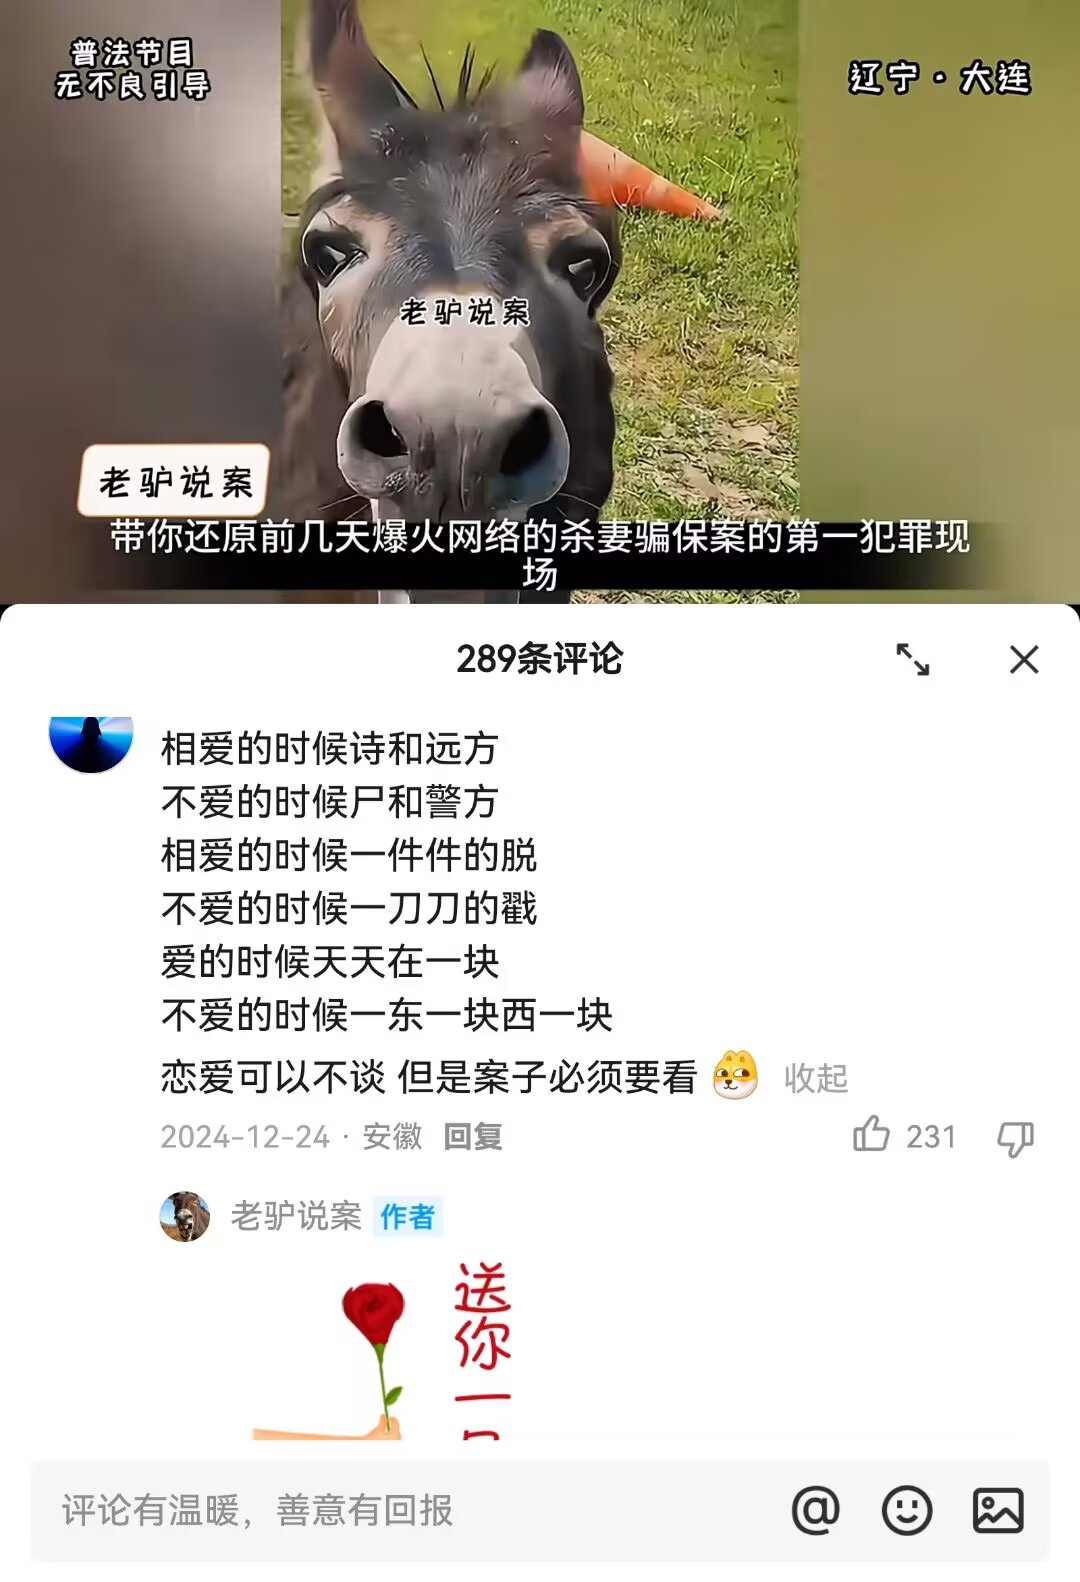 普法节目
无不良引导
辽宁·大连
老驴说案
老驴说案
带你还原前几天爆火网络的杀妻骗保案的第一犯罪现
场
289条评论
相爱的时候诗和远方
不爱的时候尸和警方
相爱的时候一件件的脱
不爱的时候一刀刀的戳
爱的时候天天在一块
不爱的时候一东一块西一块
恋爱可以不谈 但是案子必须要看 收起
2024-12-24 · 安徽 回复 231
老驴说案 作者
送你一
评论有温暖，善意有回报